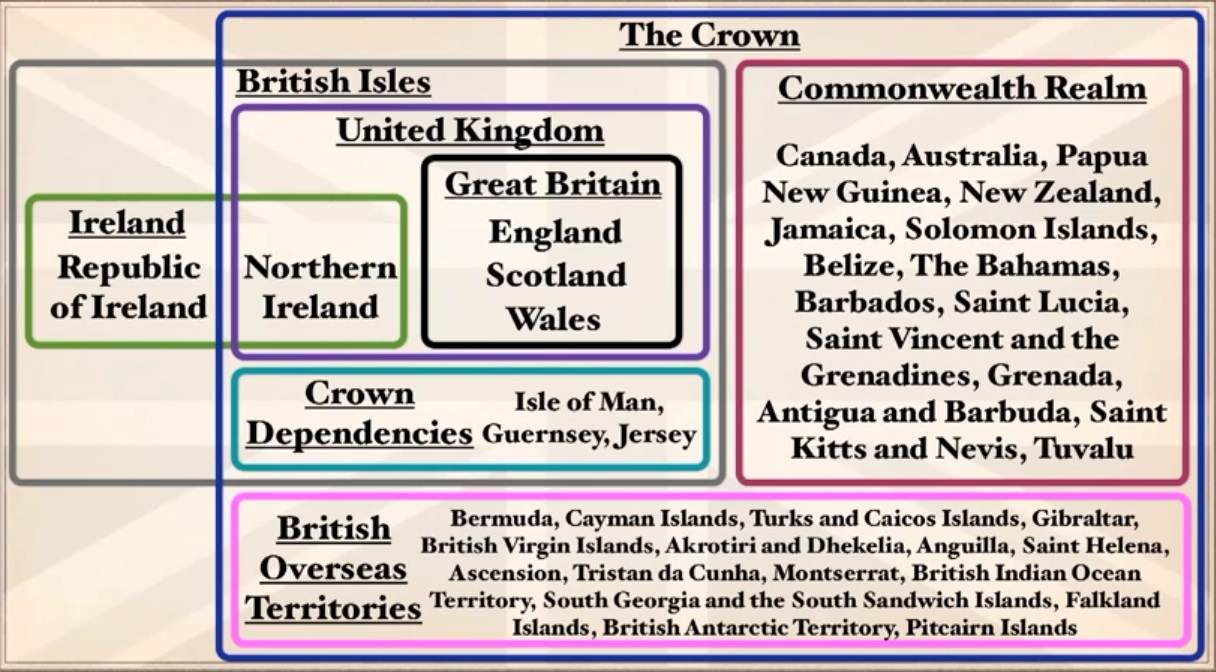 The Crown
British Isles
United Kingdom
Great Britain
England
Scotland
Wales
Ireland
Republic
of Ireland
Northern
Ireland
Crown
Dependencies
Isle of Man,
Guernsey, Jersey
Commonwealth Realm
Canada, Australia, Papua
New Guinea, New Zealand,
Jamaica, Solomon Islands,
Belize, The Bahamas,
Barbados, Saint Lucia,
Saint Vincent and the
Grenadines, Grenada,
Antigua and Barbuda, Saint
Kitts and Nevis, Tuvalu
British
Overseas
Territories
Bermuda, Cayman Islands, Turks and Caicos Islands, Gibraltar,
British Virgin Islands, Akrotiri and Dhekelia, Anguilla, Saint Helena,
Ascension, Tristan da Cunha, Montserrat, British Indian Ocean
Territory, South Georgia and the South Sandwich Islands, Falkland
Islands, British Antarctic Territory, Pitcairn Islands